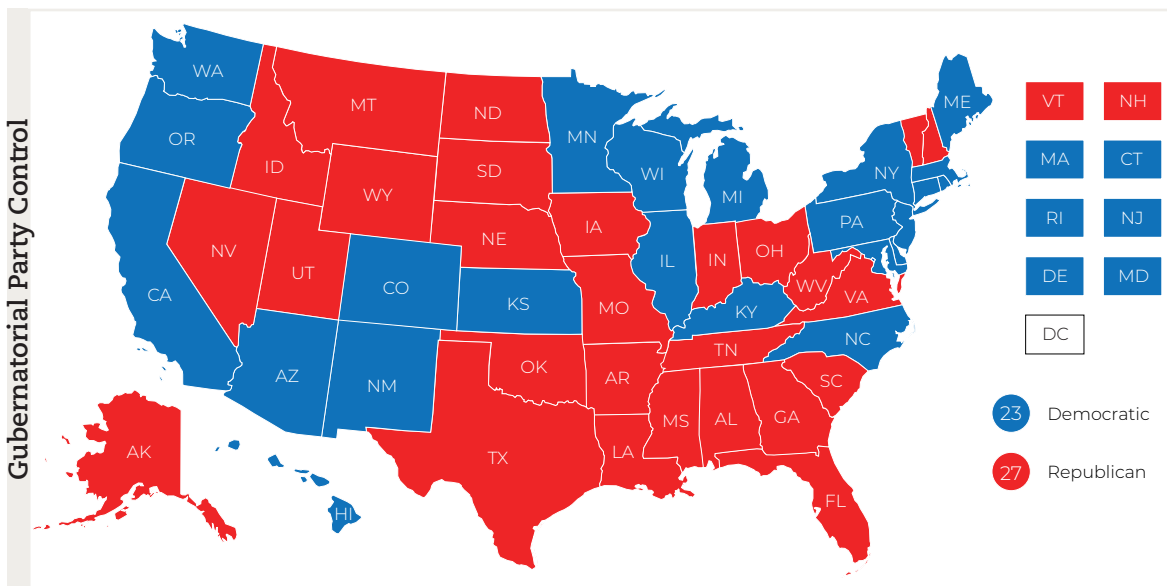 Gubernatorial Party Control
WA
MT
ND
MN
ME
VT
NH
OR
ID
SD
WI
MI
NY
MA
CT
WY
NE
IA
PA
RI
NJ
NV
UT
CO
KS
IL
IN
OH
WV
VA
DE
MD
CA
MO
KY
NC
DC
AZ
NM
OK
AR
TN
SC
MS
AL
GA
23 Democratic
AK
TX
LA
FL
27 Republican
HI